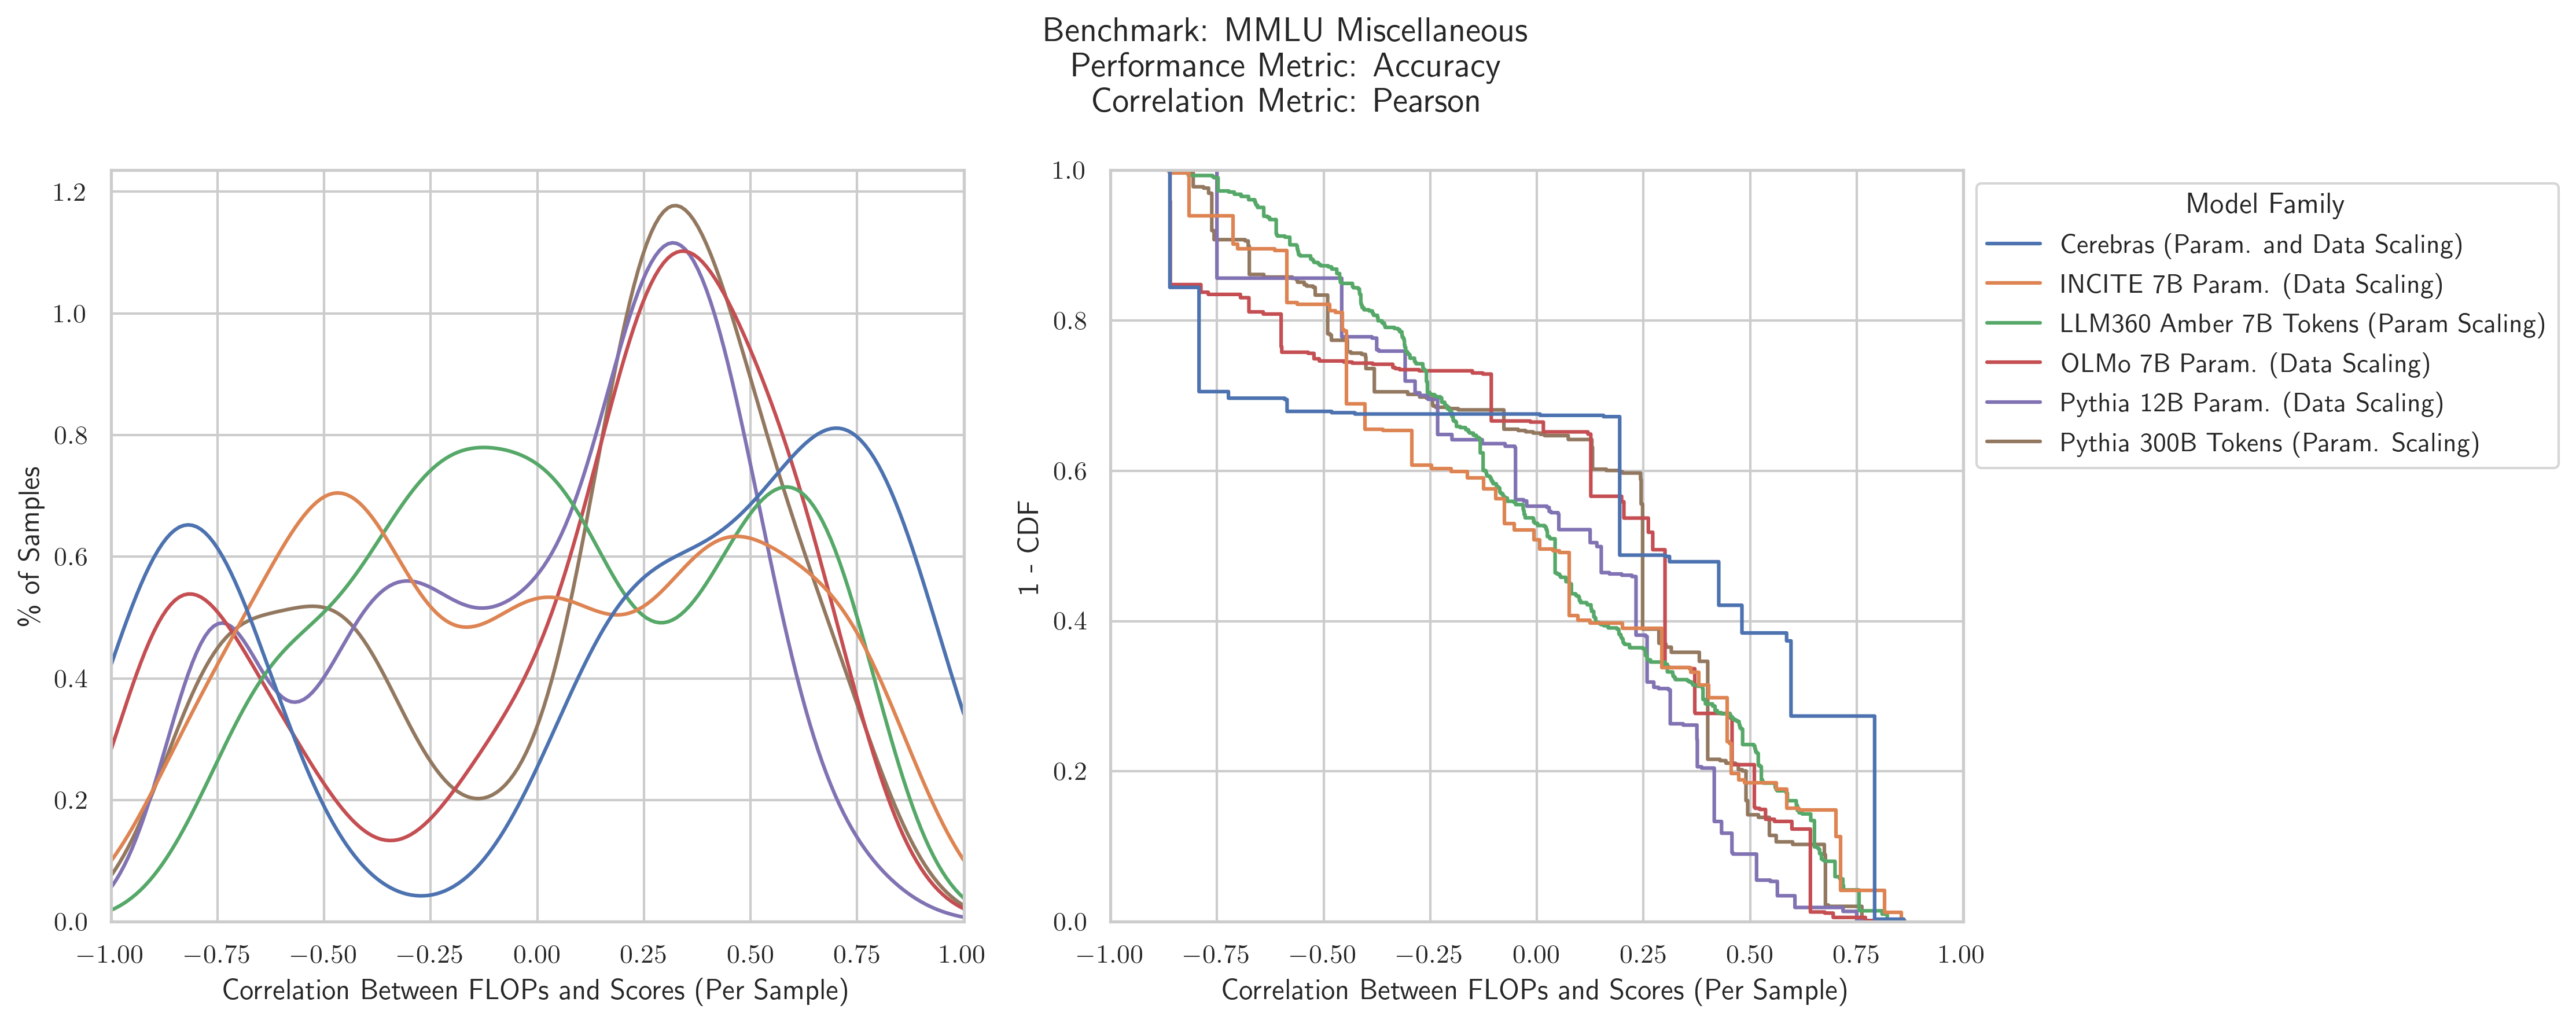 Benchmark: MMLU Miscellaneous
Performance Metric: Accuracy
Correlation Metric: Pearson
% of Samples
1.2
1.0
0.8
0.6
0.4
0.2
0.0
−1.00 −0.75 −0.50 −0.25 0.00 0.25 0.50 0.75 1.00
Correlation Between FLOPs and Scores (Per Sample)
1 - CDF
1.0
0.8
0.6
0.4
0.2
0.0
−1.00 −0.75 −0.50 −0.25 0.00 0.25 0.50 0.75 1.00
Correlation Between FLOPs and Scores (Per Sample)
Model Family
Cerebras (Param. and Data Scaling)
INCITE 7B Param. (Data Scaling)
LLM360 Amber 7B Tokens (Param Scaling)
OLMo 7B Param. (Data Scaling)
Pythia 12B Param. (Data Scaling)
Pythia 300B Tokens (Param. Scaling)